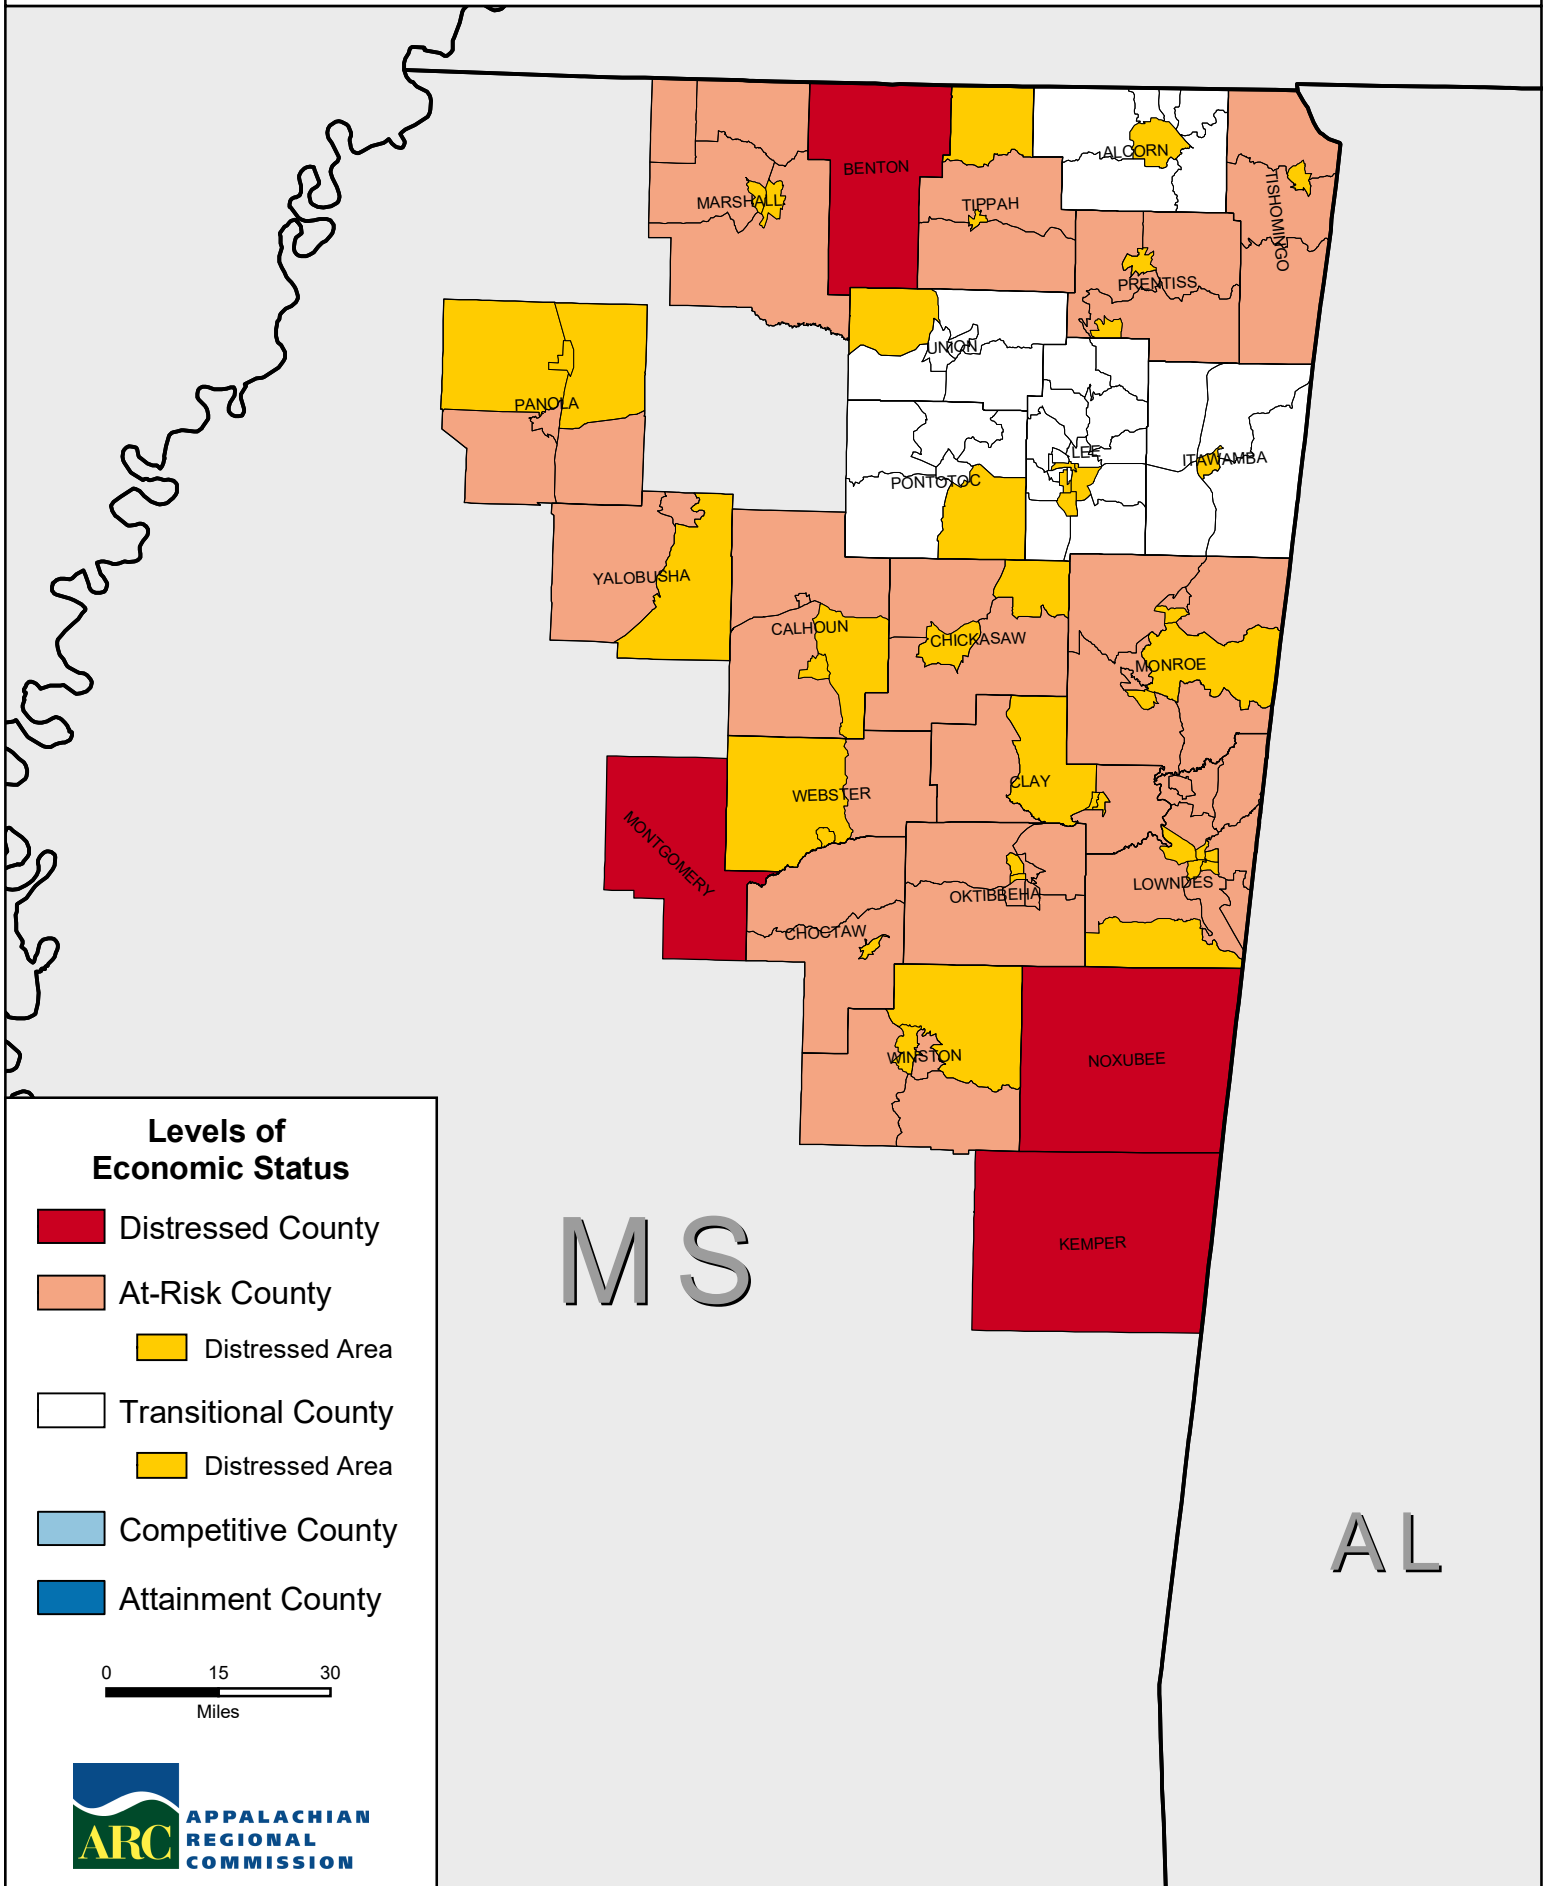 BENTON
ALCORN
MARSHALL
TIPPAH
TISHOMINGO
PRENTISS
UNION
PANOLA
LEE
ITAWAMBA
PONTOTOC
YALOBUSHA
CALHOUN
CHICKASAW
MONROE
CLAY
WEBSTER
MONTGOMERY
LOWNDES
OKTIBBEHA
CHOCTAW
WINSTON
NOXUBEE
KEMPER
MS
AL
Levels of
Economic Status
Distressed County
At-Risk County
Distressed Area
Transitional County
Distressed Area
Competitive County
Attainment County
0 15 30
Miles
ARC
APPALACHIAN
REGIONAL
COMMISSION